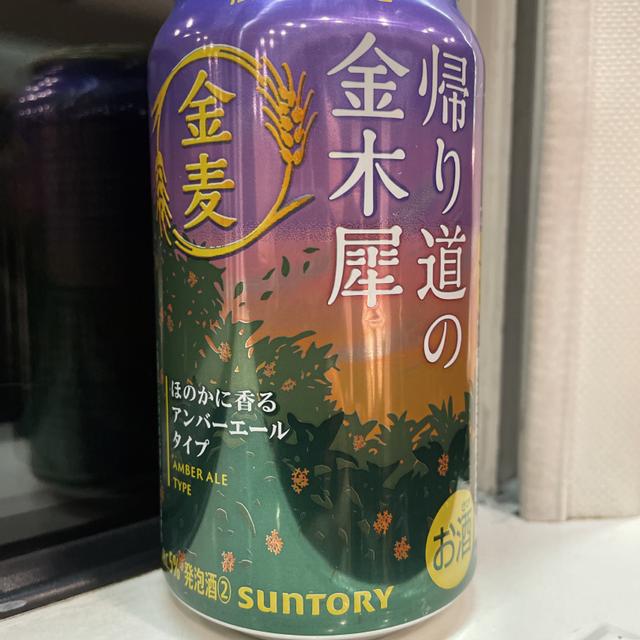 帰り道の
金木犀
金麦
ほのかに香る
アンバーエール
タイプ
AMBER ALE
TYPE
お酒
5% 発泡酒②
SUNTORY